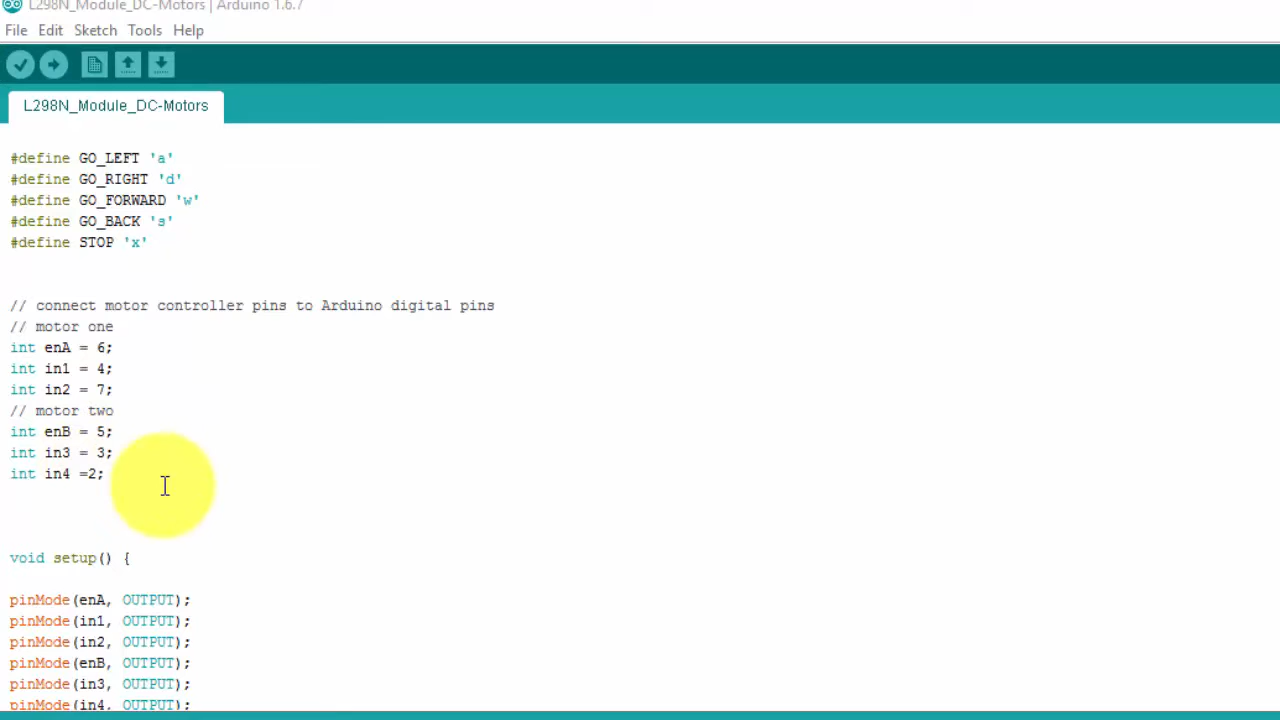 L298N_Module_DC-Motors | Arduino 1.6.7
File Edit Sketch Tools Help
L298N_Module_DC-Motors
#define GO_LEFT 'a'
#define GO_RIGHT 'd'
#define GO_FORWARD 'w'
#define GO_BACK 's'
#define STOP 'x'
// connect motor controller pins to Arduino digital pins
// motor one
int enA = 6;
int in1 = 4;
int in2 = 7;
// motor two
int enB = 5;
int in3 = 3;
int in4 =2;
void setup() {
pinMode(enA, OUTPUT);
pinMode(in1, OUTPUT);
pinMode(in2, OUTPUT);
pinMode(enB, OUTPUT);
pinMode(in3, OUTPUT);
pinMode(in4, OUTPUT);